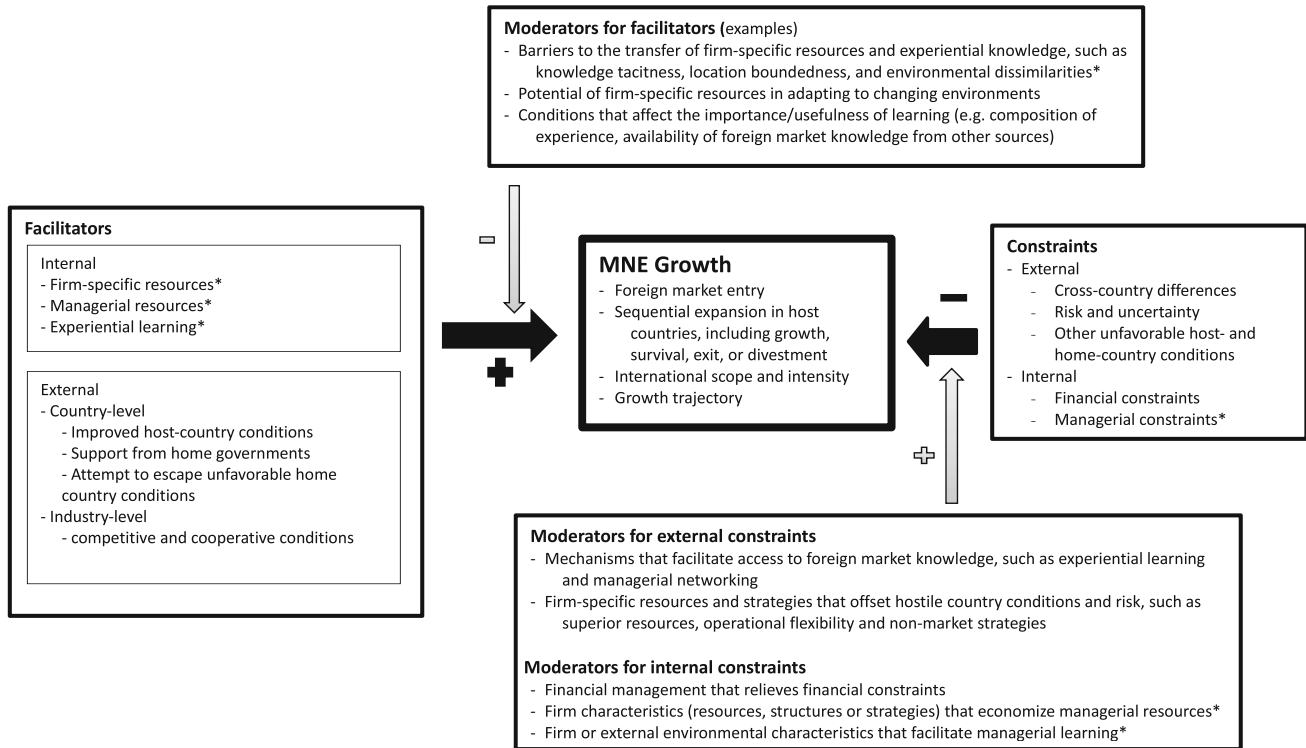 Moderators for facilitators (examples)
- Barriers to the transfer of firm-specific resources and experiential knowledge, such as
knowledge tacitness, location boundedness, and environmental dissimilarities*
- Potential of firm-specific resources in adapting to changing environments
- Conditions that affect the importance/usefulness of learning (e.g. composition of
experience, availability of foreign market knowledge from other sources)
Facilitators
Internal
- Firm-specific resources*
- Managerial resources*
- Experiential learning*
External
- Country-level
- Improved host-country conditions
- Support from home governments
- Attempt to escape unfavorable home
country conditions
- Industry-level
- competitive and cooperative conditions
-
+
MNE Growth
- Foreign market entry
- Sequential expansion in host
countries, including growth,
survival, exit, or divestment
- International scope and intensity
- Growth trajectory
-
+
Constraints
- External
- Cross-country differences
- Risk and uncertainty
- Other unfavorable host- and
home-country conditions
- Internal
- Financial constraints
- Managerial constraints*
Moderators for external constraints
- Mechanisms that facilitate access to foreign market knowledge, such as experiential learning
and managerial networking
- Firm-specific resources and strategies that offset hostile country conditions and risk, such as
superior resources, operational flexibility and non-market strategies
Moderators for internal constraints
- Financial management that relieves financial constraints
- Firm characteristics (resources, structures or strategies) that economize managerial resources*
- Firm or external environmental characteristics that facilitate managerial learning*